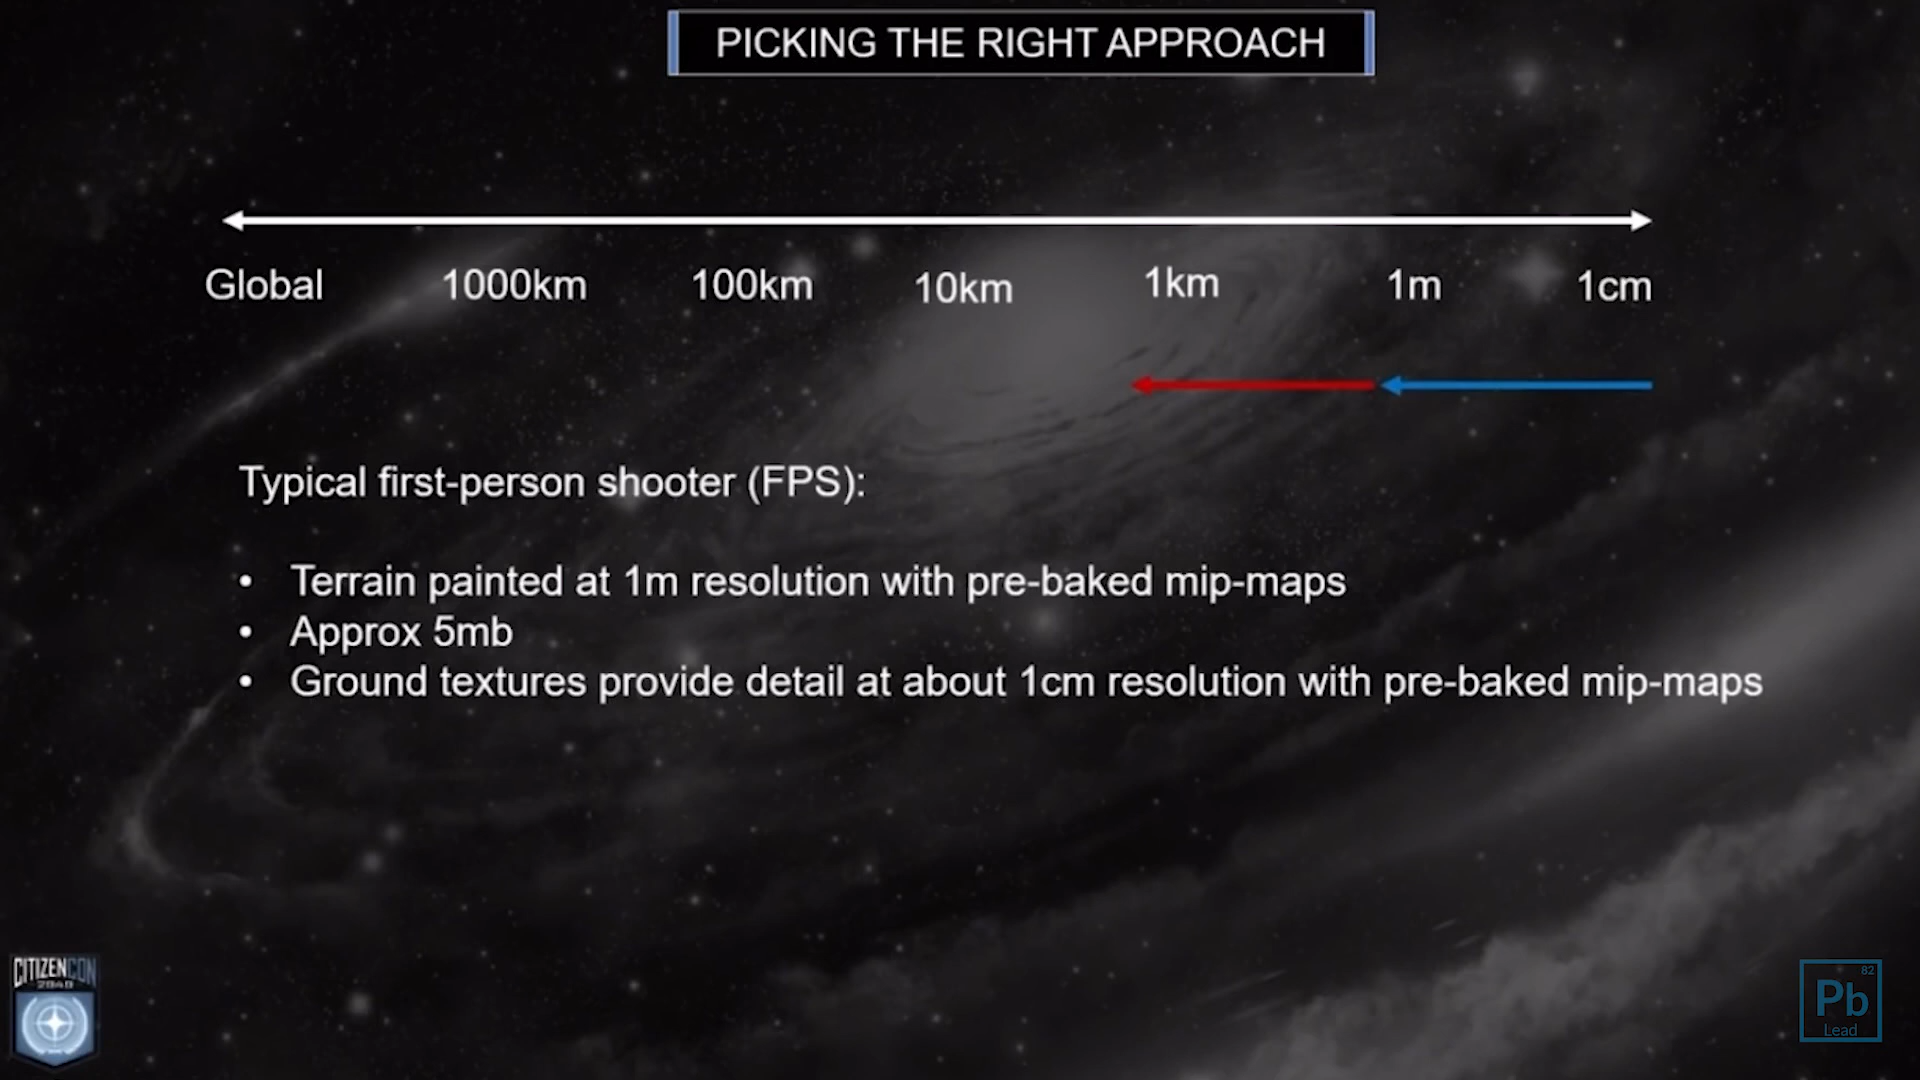 PICKING THE RIGHT APPROACH
Global 1000km 100km 10km 1km 1m 1cm
Typical first-person shooter (FPS):
• Terrain painted at 1m resolution with pre-baked mip-maps
• Approx 5mb
• Ground textures provide detail at about 1cm resolution with pre-baked mip-maps
CITIZENCON
2948
82
Pb
Lead